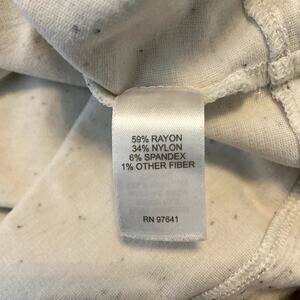 59% RAYON
34% NYLON
6% SPANDEX
1% OTHER FIBER
RN 97641